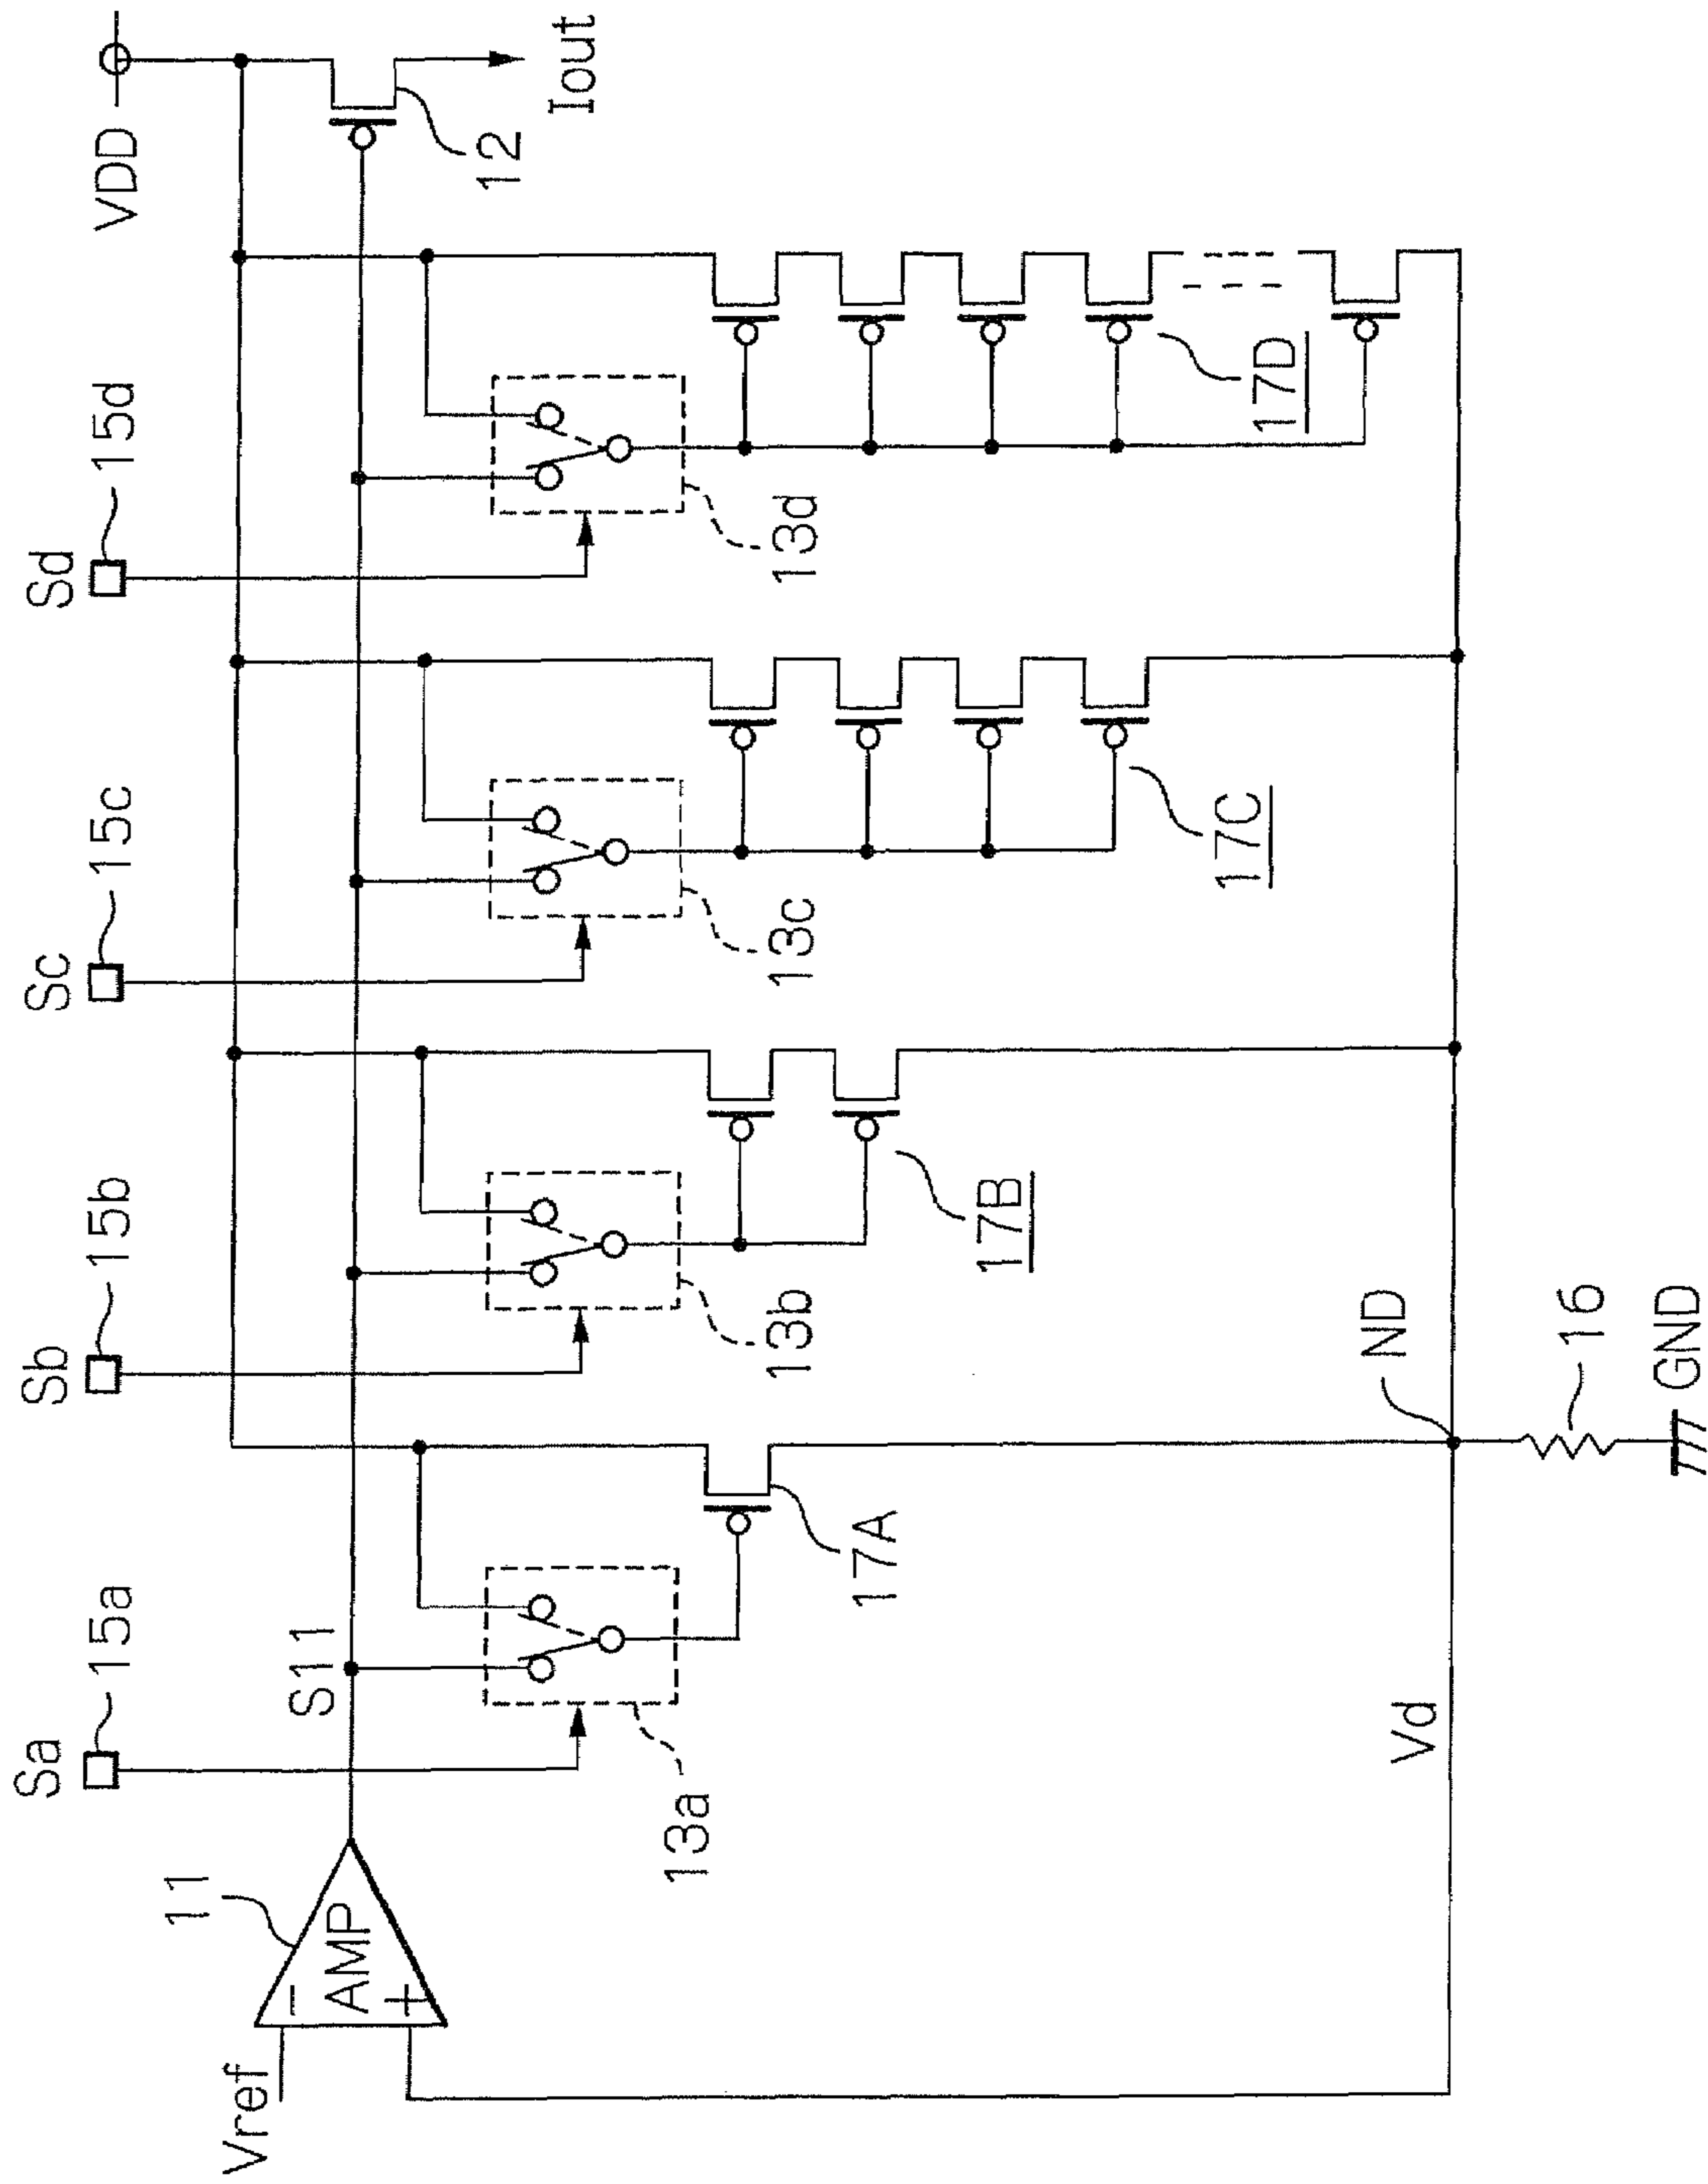 VDD
Sa
15a
Sb
15b
Sc
15c
Sd
15d
11
Vref
−
AMP
+
S11
12
Iout
13a
13b
13c
13d
17A
17B
17C
17D
Vd
ND
16
GND